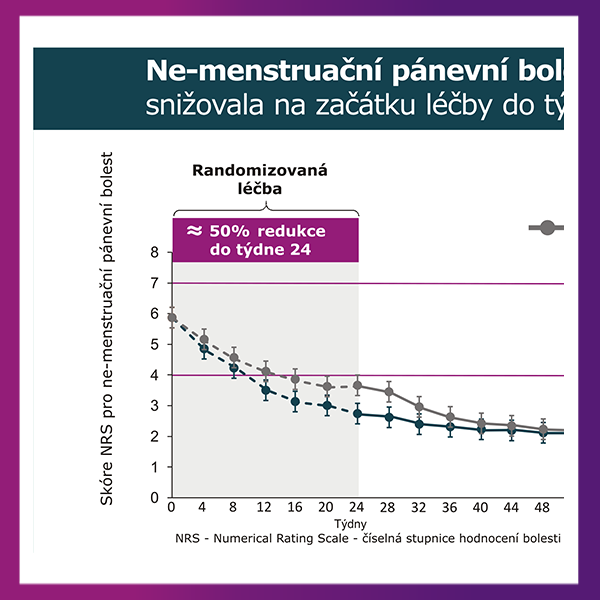 Ne-menstruační pánevní
snižovala na začátku léčby do
Randomizovaná
léčba
≈ 50% redukce
do týdne 24
Skóre NRS pro ne-menstruační pánevní bolest
8
7
6
5
4
3
2
1
0
0 4 8 12 16 20 24 28 32 36 40 44 48
Týdny
NRS - Numerical Rating Scale - číselná stupnice hodnocení bolesti